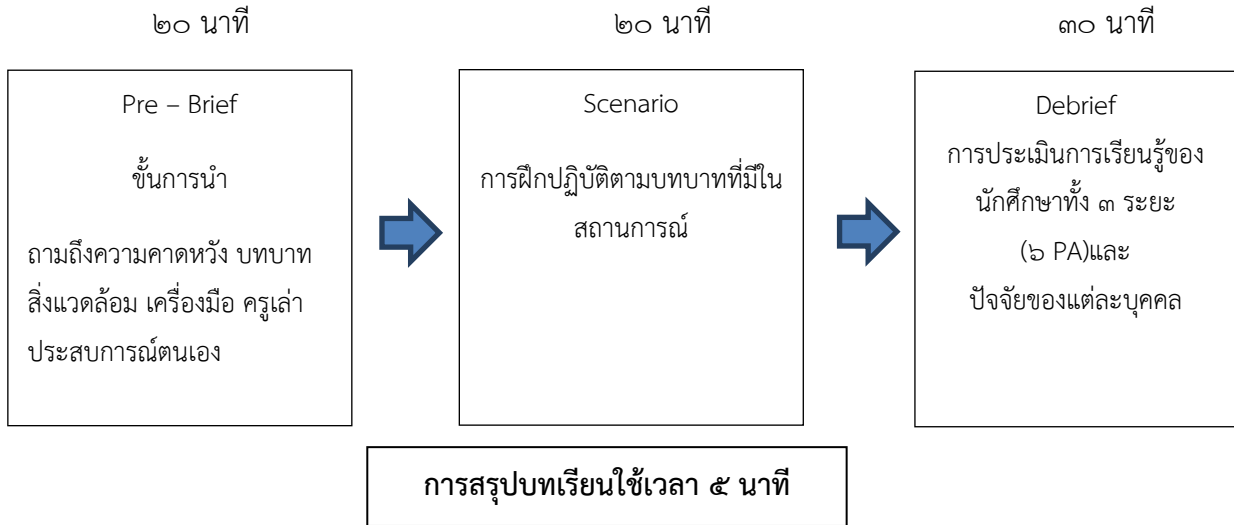 ๒๐ นาที
๒๐ นาที
๓๐ นาที
Pre – Brief
ขั้นการนำ
ถามถึงความคาดหวัง บทบาท
สิ่งแวดล้อม เครื่องมือ ครูเล่า
ประสบการณ์ตนเอง
Scenario
การฝึกปฏิบัติตามบทบาทที่มีใน
สถานการณ์
Debrief
การประเมินการเรียนรู้ของ
นักศึกษาทั้ง ๓ ระยะ
(๖ PA)และ
ปัจจัยของแต่ละบุคคล
การสรุปบทเรียนใช้เวลา ๕ นาที